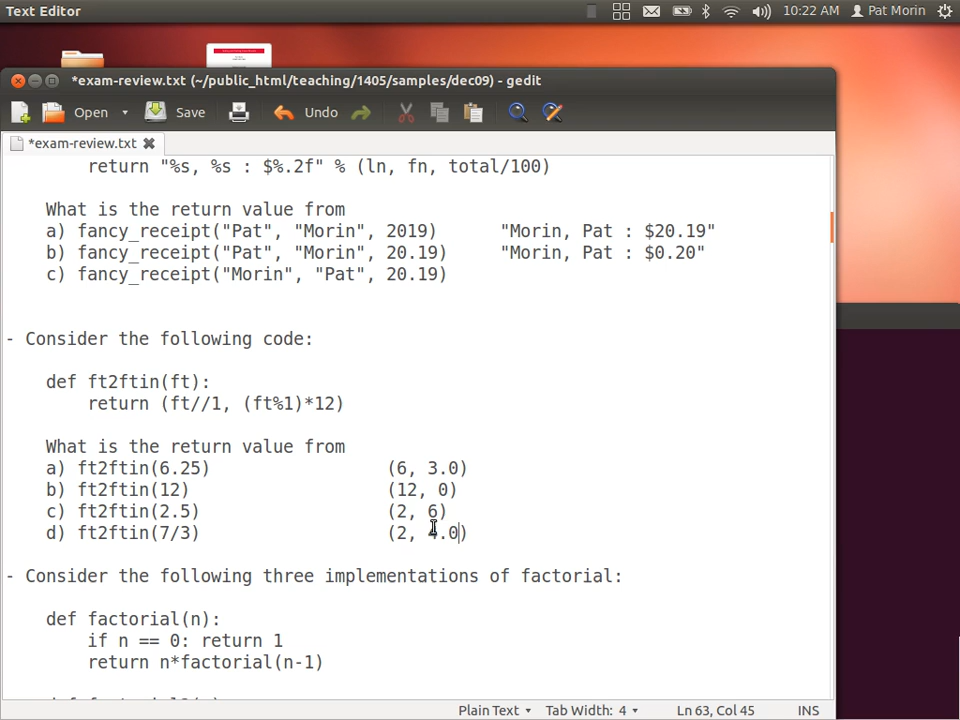 Text Editor
10:22 AM
Pat Morin
*exam-review.txt (~/public_html/teaching/1405/samples/dec09) - gedit
Open
Save
Undo
*exam-review.txt
return "%s, %s : $%.2f" % (ln, fn, total/100)
What is the return value from
a) fancy_receipt("Pat", "Morin", 2019) "Morin, Pat : $20.19"
b) fancy_receipt("Pat", "Morin", 20.19) "Morin, Pat : $0.20"
c) fancy_receipt("Morin", "Pat", 20.19)
- Consider the following code:
def ft2ftin(ft):
return (ft//1, (ft%1)*12)
What is the return value from
a) ft2ftin(6.25) (6, 3.0)
b) ft2ftin(12) (12, 0)
c) ft2ftin(2.5) (2, 6)
d) ft2ftin(7/3) (2, 4.0)
- Consider the following three implementations of factorial:
def factorial(n):
if n == 0: return 1
return n*factorial(n-1)
Plain Text
Tab Width: 4
Ln 63, Col 45
INS